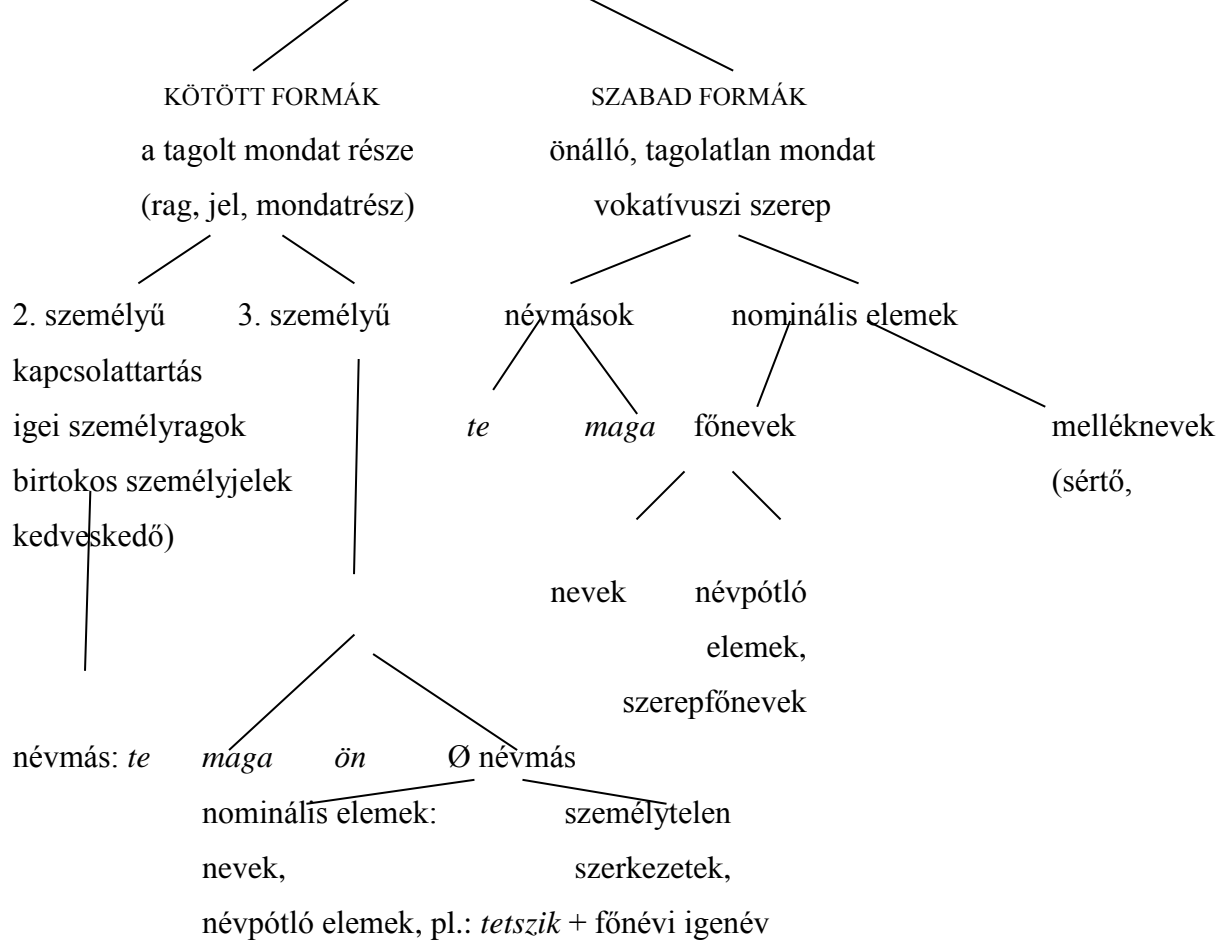 KÖTÖTT FORMÁK SZABAD FORMÁK
a tagolt mondat része önálló, tagolatlan mondat
(rag, jel, mondatrész) vokatívuszi szerep
2. személyű 3. személyű névmások nominális elemek
kapcsolattartás
igei személyragok te maga főnevek melléknevek
birtokos személyjelek (sértő,
kedveskedő)
nevek névpótló
elemek,
szerepfőnevek
névmás: te maga ön Ø névmás
nominális elemek: személytelen
nevek, szerkezetek,
névpótló elemek, pl.: tetszik + főnévi igenév